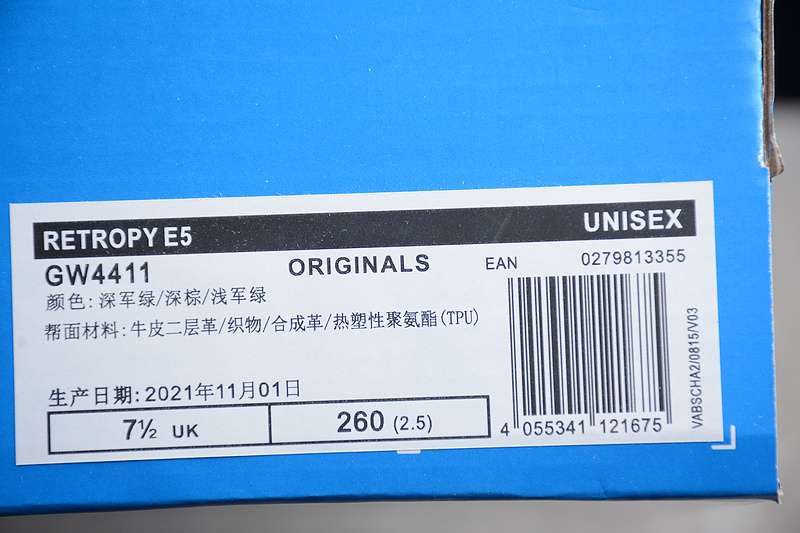 RETROPY E5 UNISEX
GW4411 ORIGINALS EAN 0279813355
颜色:深军绿/深棕/浅军绿
帮面材料:牛皮二层革/织物/合成革/热塑性聚氨酯(TPU)
生产日期:2021年11月01日
7½ UK 260 (2.5)
4 055341 121675
VABSCHA2/0815/V03